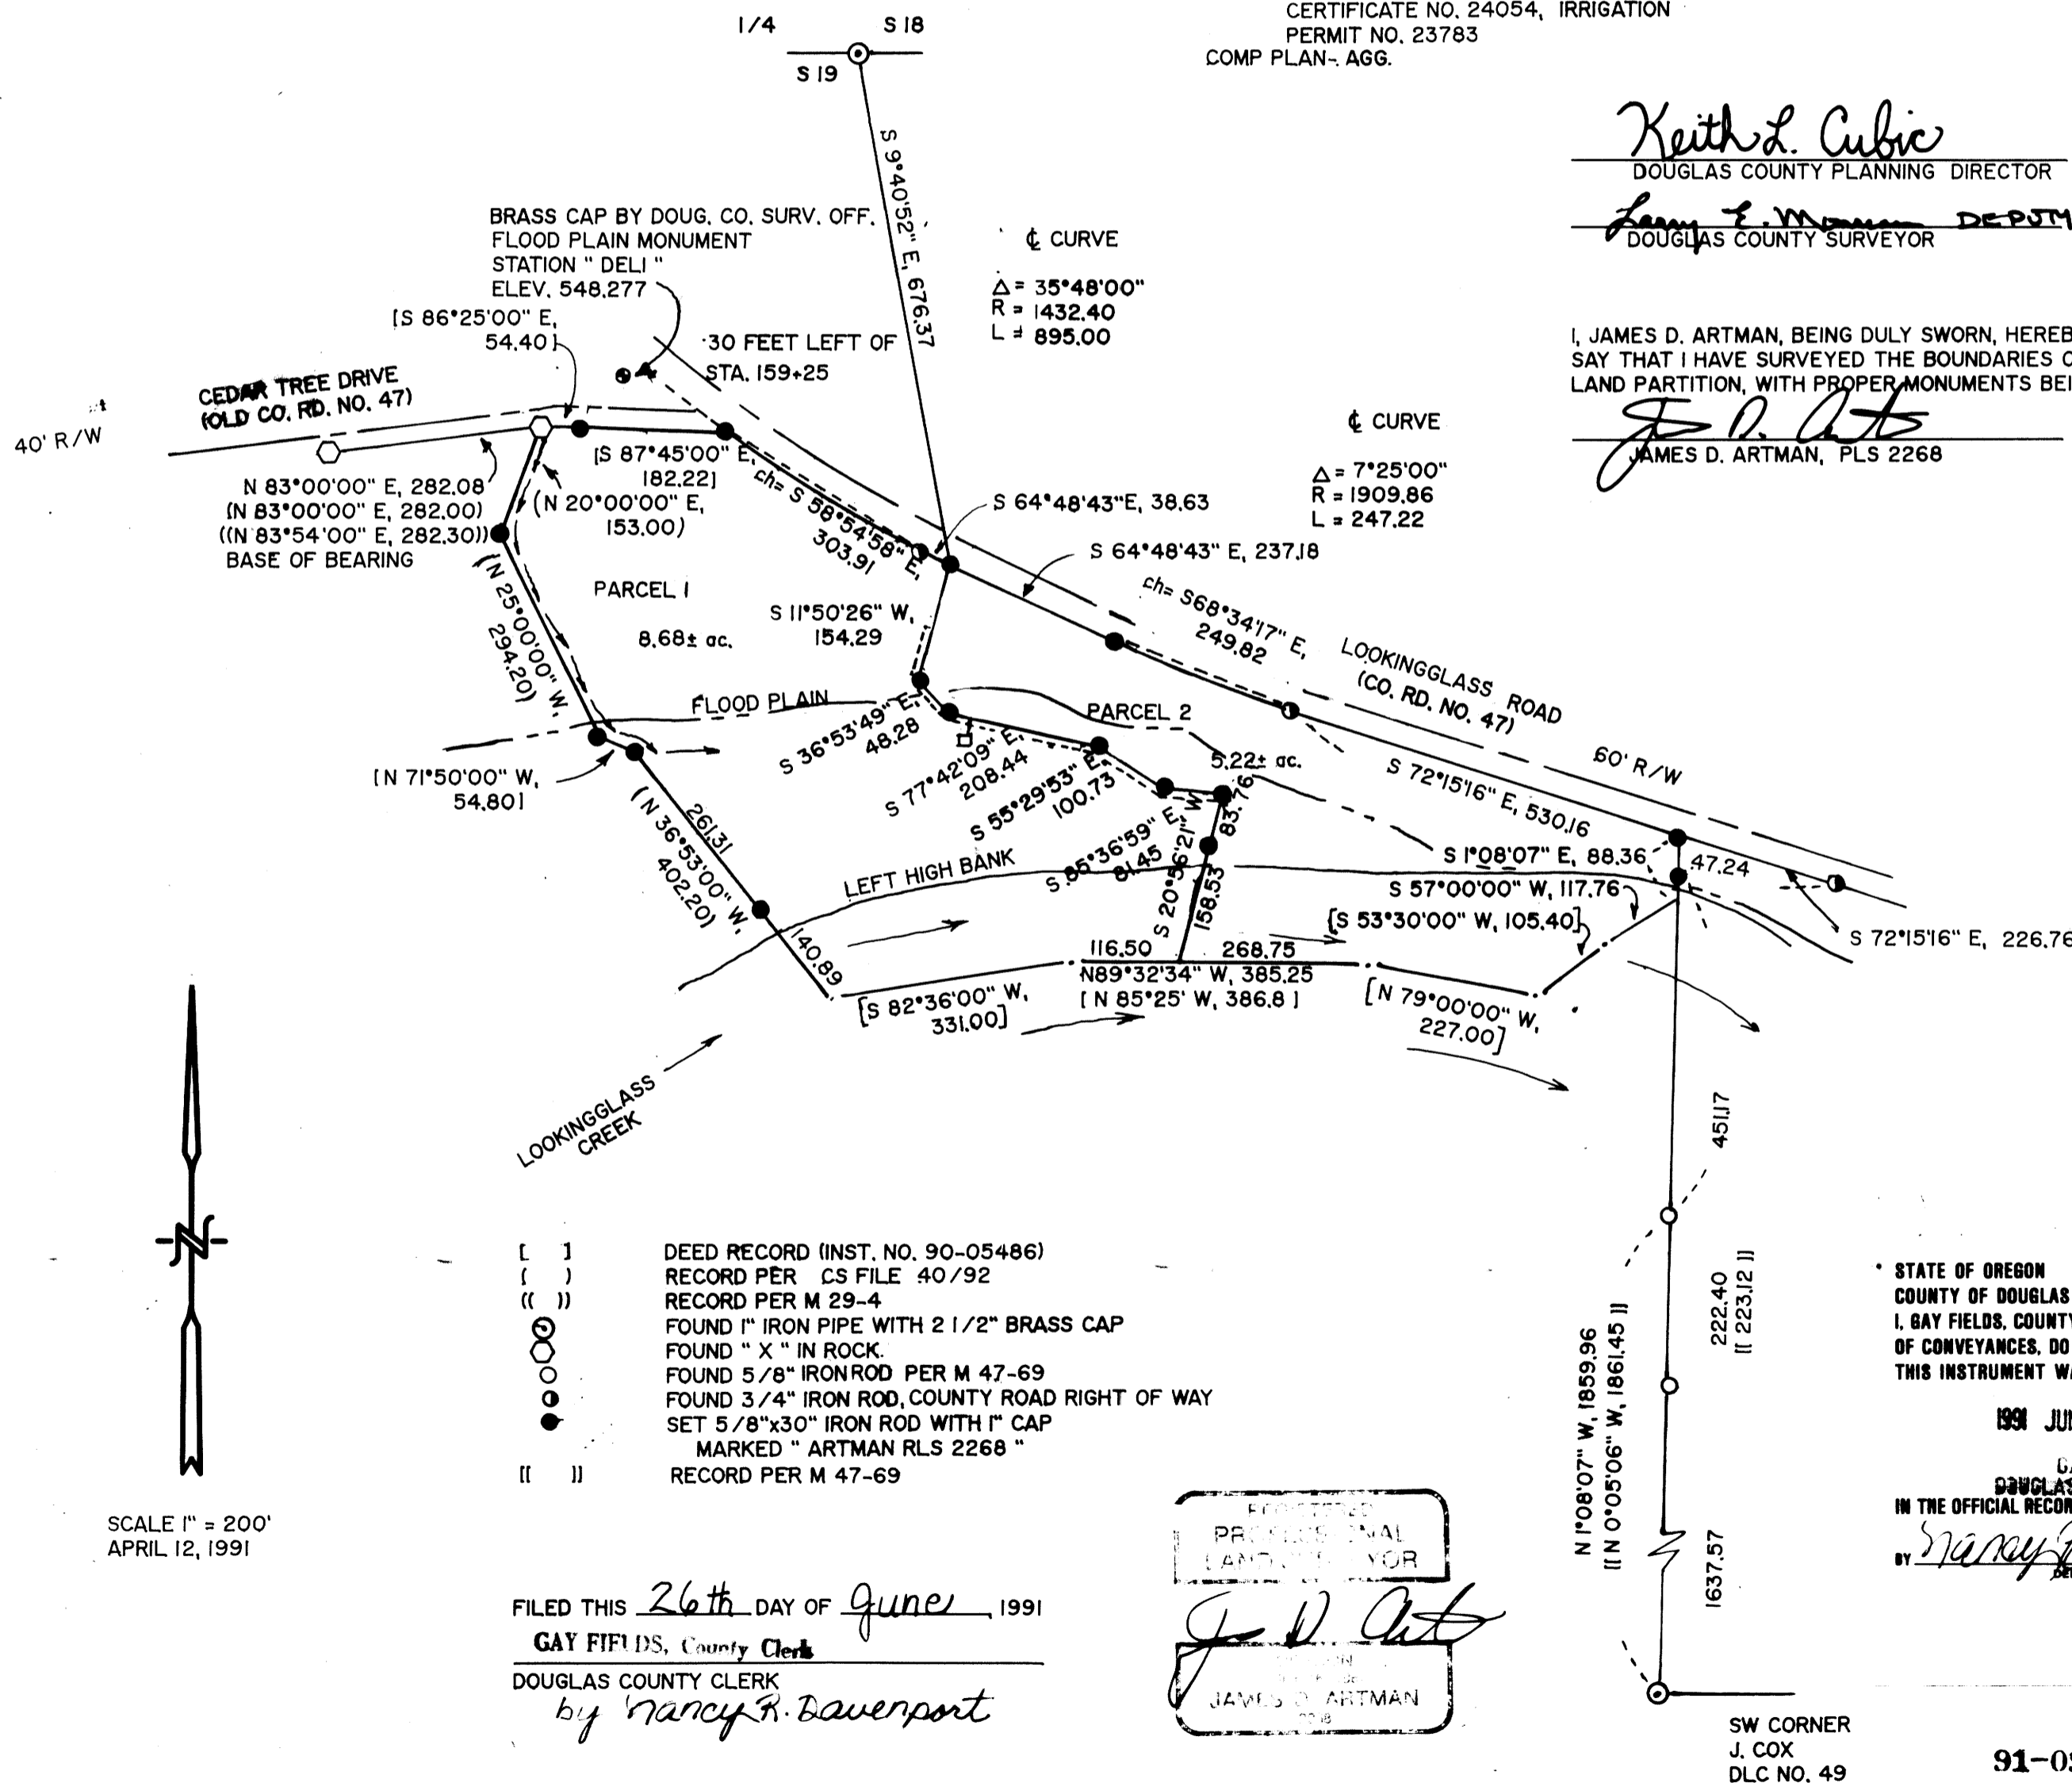 CERTIFICATE NO. 24054, IRRIGATION
PERMIT NO. 23783
COMP PLAN-. AGG.
1/4 S 18
S 19
Keith L. Cubic
DOUGLAS COUNTY PLANNING DIRECTOR
Larry E. DEPUTY
DOUGLAS COUNTY SURVEYOR
S 9°40'52" E, 676.37
BRASS CAP BY DOUG. CO. SURV. OFF.
FLOOD PLAIN MONUMENT
STATION " DELI "
ELEV. 548.277
[S 86°25'00" E,
54.40]
℄ CURVE
Δ = 35°48'00"
R = 1432.40
L = 895.00
30 FEET LEFT OF
STA. 159+25
I, JAMES D. ARTMAN, BEING DULY SWORN, HEREB
SAY THAT I HAVE SURVEYED THE BOUNDARIES O
LAND PARTITION, WITH PROPER MONUMENTS BEI
JAMES D. ARTMAN, PLS 2268
CEDAR TREE DRIVE
(OLD CO. RD. NO. 47)
40' R/W
℄ CURVE
Δ = 7°25'00"
R = 1909.86
L = 247.22
[S 87°45'00" E,
182.22]
N 83°00'00" E, 282.08
(N 83°00'00" E, 282.00)
((N 83°54'00" E, 282.30))
BASE OF BEARING
(N 20°00'00" E,
153.00)
ch= S 58°54'58" E,
303.91
S 64°48'43" E, 38.63
S 64°48'43" E, 237.18
ch= S68°34'17" E,
249.82
LOOKINGGLASS ROAD
(CO. RD. NO. 47)
60' R/W
PARCEL 1
8.68± ac.
S 11°50'26" W,
154.29
(N 25°00'00" W,
294.20)
FLOOD PLAIN
PARCEL 2
5.22± ac.
S 36°53'49" E,
48.28
S 77°42'09" E,
208.44
S 55°29'53" E,
100.73
S 85°36'59" E,
81.45
S 20°56'21" W
83.76
158.53
S 72°15'16" E, 530.16
[N 71°50'00" W,
54.80]
(N 36°53'00" W,
402.20)
261.31
140.89
LEFT HIGH BANK
S 1°08'07" E, 88.36
47.24
S 57°00'00" W, 117.76
[S 53°30'00" W, 105.40]
S 72°15'16" E, 226.76
116.50 268.75
N89°32'34" W, 385.25
[ N 85°25' W, 386.8 ]
[S 82°36'00" W,
331.00]
[N 79°00'00" W,
227.00]
LOOKINGGLASS
CREEK
451.17
222.40
[[ 223.12 ]]
N 1°08'07" W, 1859.96
[[ N 0°05'06" W, 1861.45 ]]
1637.57
N
SCALE 1" = 200'
APRIL 12, 1991
[ ] DEED RECORD (INST. NO. 90-05486)
( ) RECORD PER CS FILE 40/92
(( )) RECORD PER M 29-4
FOUND 1" IRON PIPE WITH 2 1/2" BRASS CAP
FOUND " X " IN ROCK.
FOUND 5/8" IRON ROD PER M 47-69
FOUND 3/4" IRON ROD, COUNTY ROAD RIGHT OF WAY
SET 5/8"x30" IRON ROD WITH 1" CAP
MARKED " ARTMAN RLS 2268 "
[[ ]] RECORD PER M 47-69
STATE OF OREGON
COUNTY OF DOUGLAS
I, GAY FIELDS, COUNTY
OF CONVEYANCES, DO
THIS INSTRUMENT WA
1991 JU
DOUGLAS
IN THE OFFICIAL RECOR
BY Nancy
FILED THIS 26th DAY OF June, 1991
GAY FIELDS, County Clerk
DOUGLAS COUNTY CLERK
by Nancy R. Davenport
REGISTERED
PROFESSIONAL
LAND SURVEYOR
JAMES D. ARTMAN
SW CORNER
J. COX
DLC NO. 49
91-0